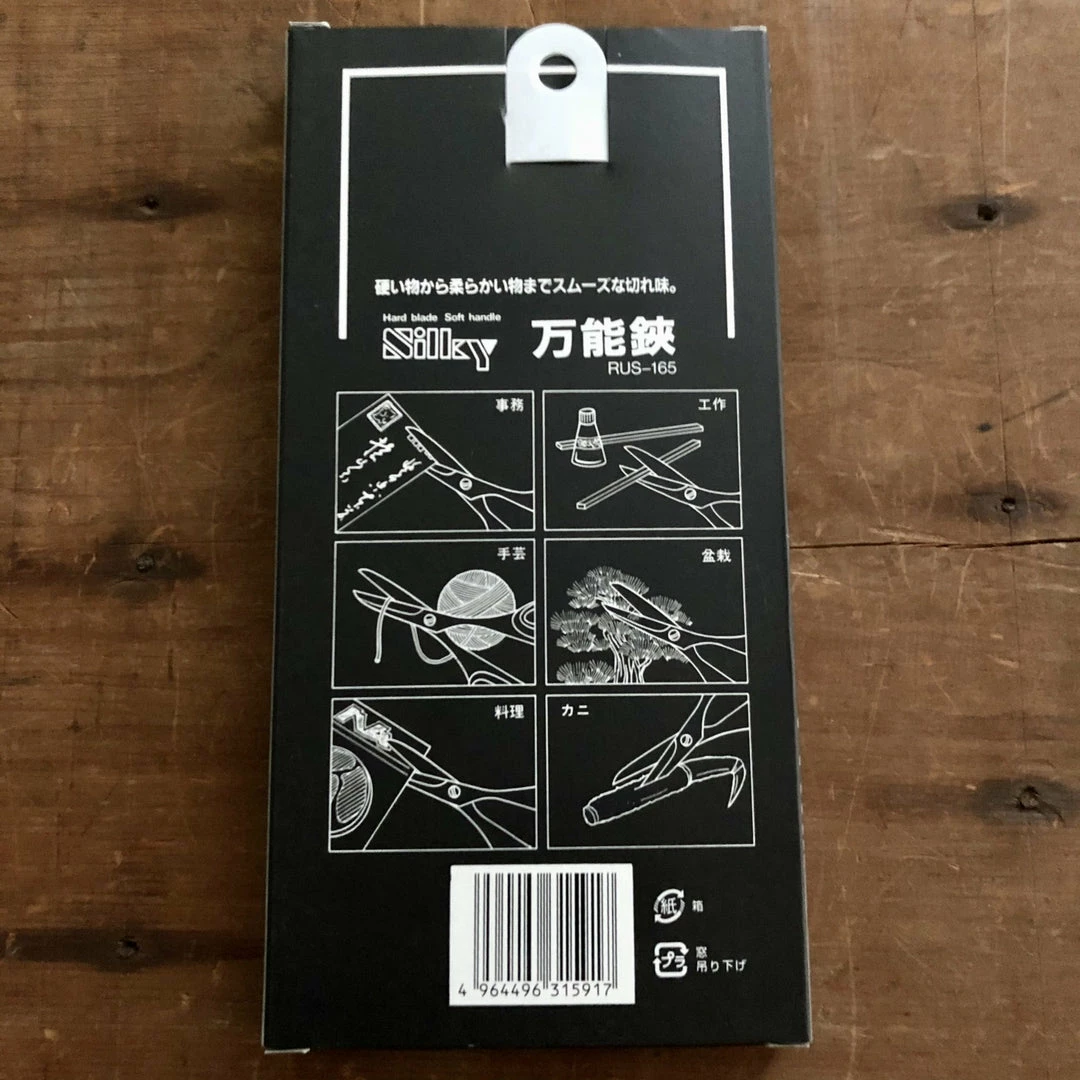 硬い物から柔らかい物までスムーズな切れ味。
Hard blade Soft handle
Silky
万能鋏
RUS-165
事務
工作
手芸
盆栽
料理
カニ
紙
箱
プラ
窓
吊り下げ
4 964496 315917